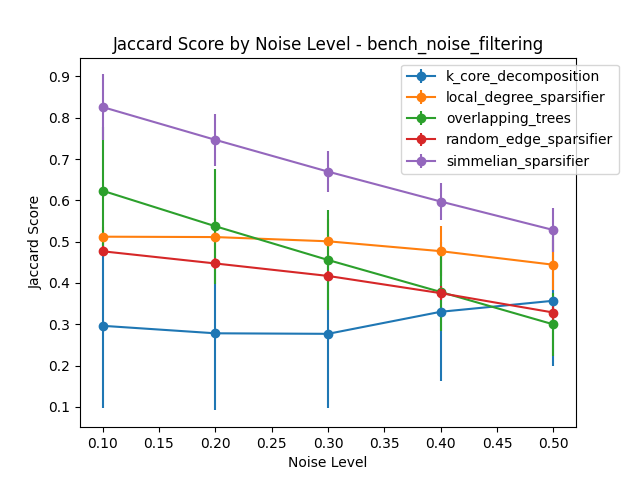 Jaccard Score by Noise Level - bench_noise_filtering
k_core_decomposition
local_degree_sparsifier
overlapping_trees
random_edge_sparsifier
simmelian_sparsifier
Jaccard Score
0.9
0.8
0.7
0.6
0.5
0.4
0.3
0.2
0.1
0.10 0.15 0.20 0.25 0.30 0.35 0.40 0.45 0.50
Noise Level